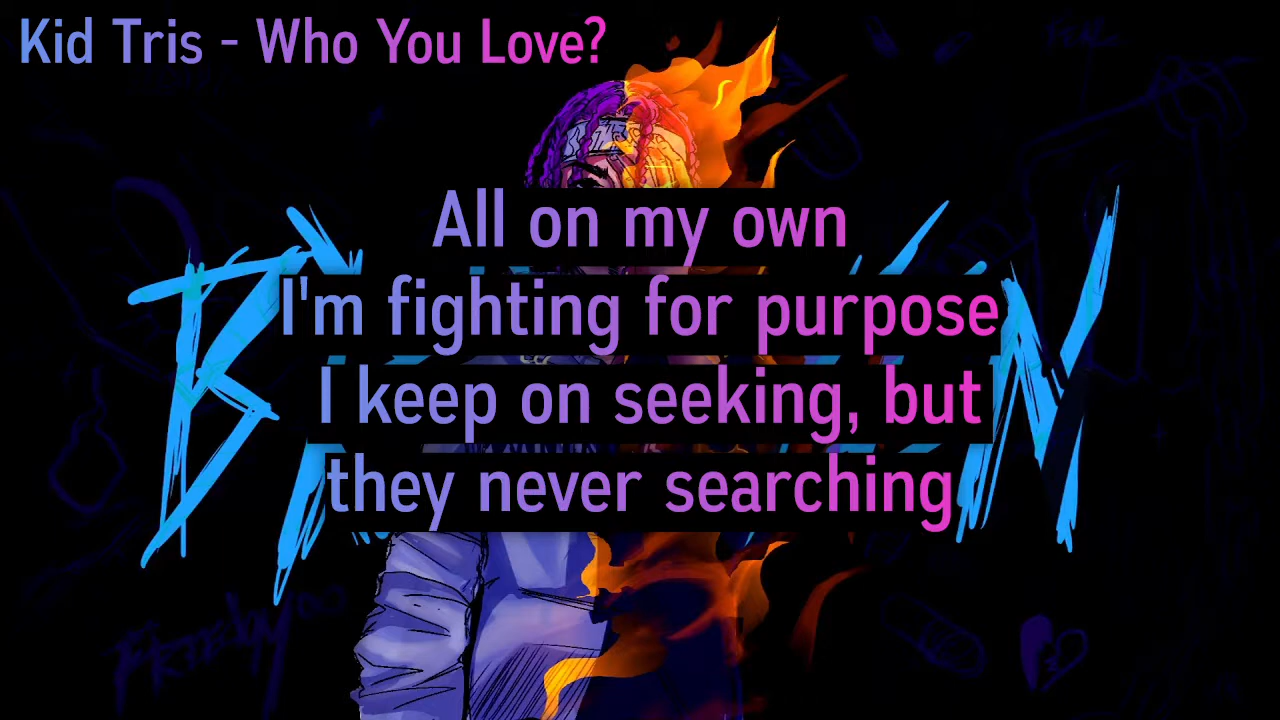 Kid Tris - Who You Love?
All on my own
I'm fighting for purpose
I keep on seeking, but
they never searching